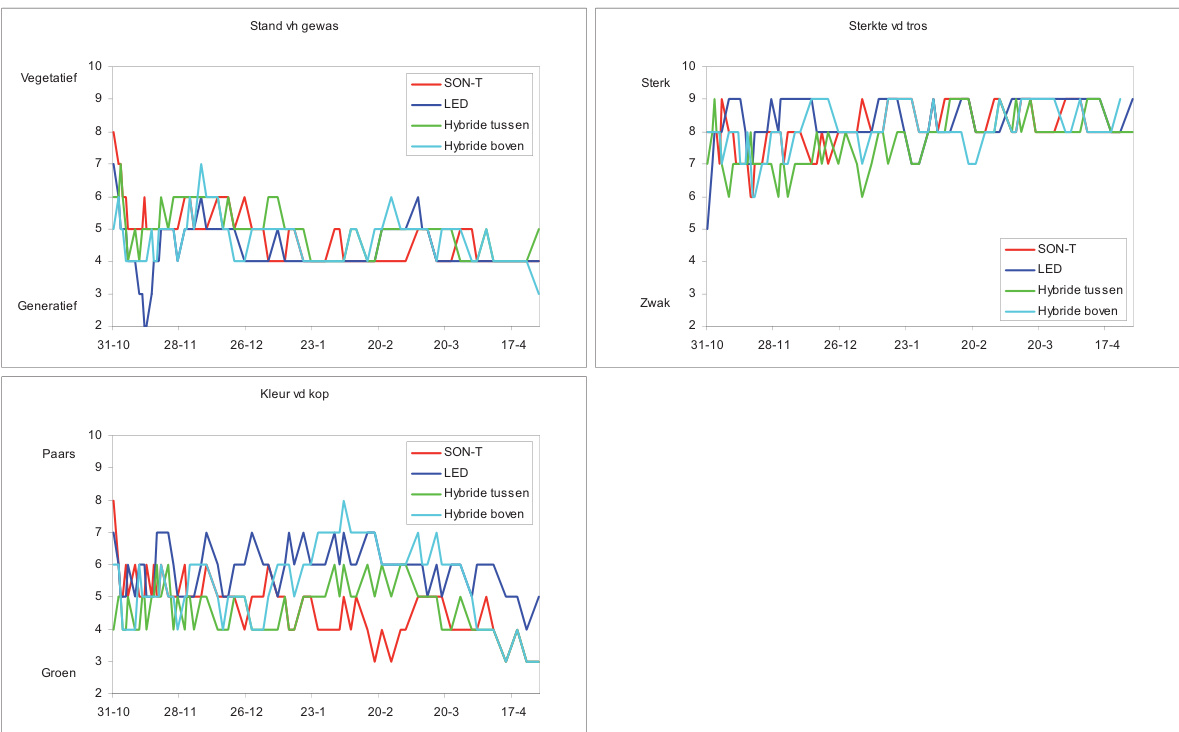 Stand vh gewas
Vegetatief
10
9
8
7
6
5
4
3
2
Generatief
SON-T
LED
Hybride tussen
Hybride boven
31-10 28-11 26-12 23-1 20-2 20-3 17-4
Sterkte vd tros
Sterk
10
9
8
7
6
5
4
3
2
Zwak
SON-T
LED
Hybride tussen
Hybride boven
31-10 28-11 26-12 23-1 20-2 20-3 17-4
Kleur vd kop
Paars
10
9
8
7
6
5
4
3
2
Groen
SON-T
LED
Hybride tussen
Hybride boven
31-10 28-11 26-12 23-1 20-2 20-3 17-4